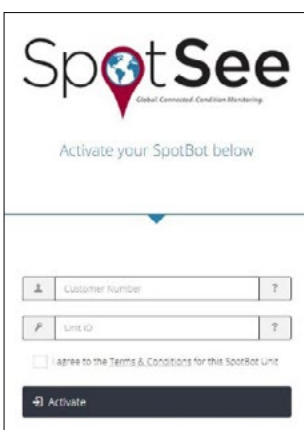 SpotSee
Global. Connected. Condition Monitoring.
Activate your SpotBot below
Customer Number
?
Unit ID
?
I agree to the Terms & Conditions for this SpotBot Unit
Activate